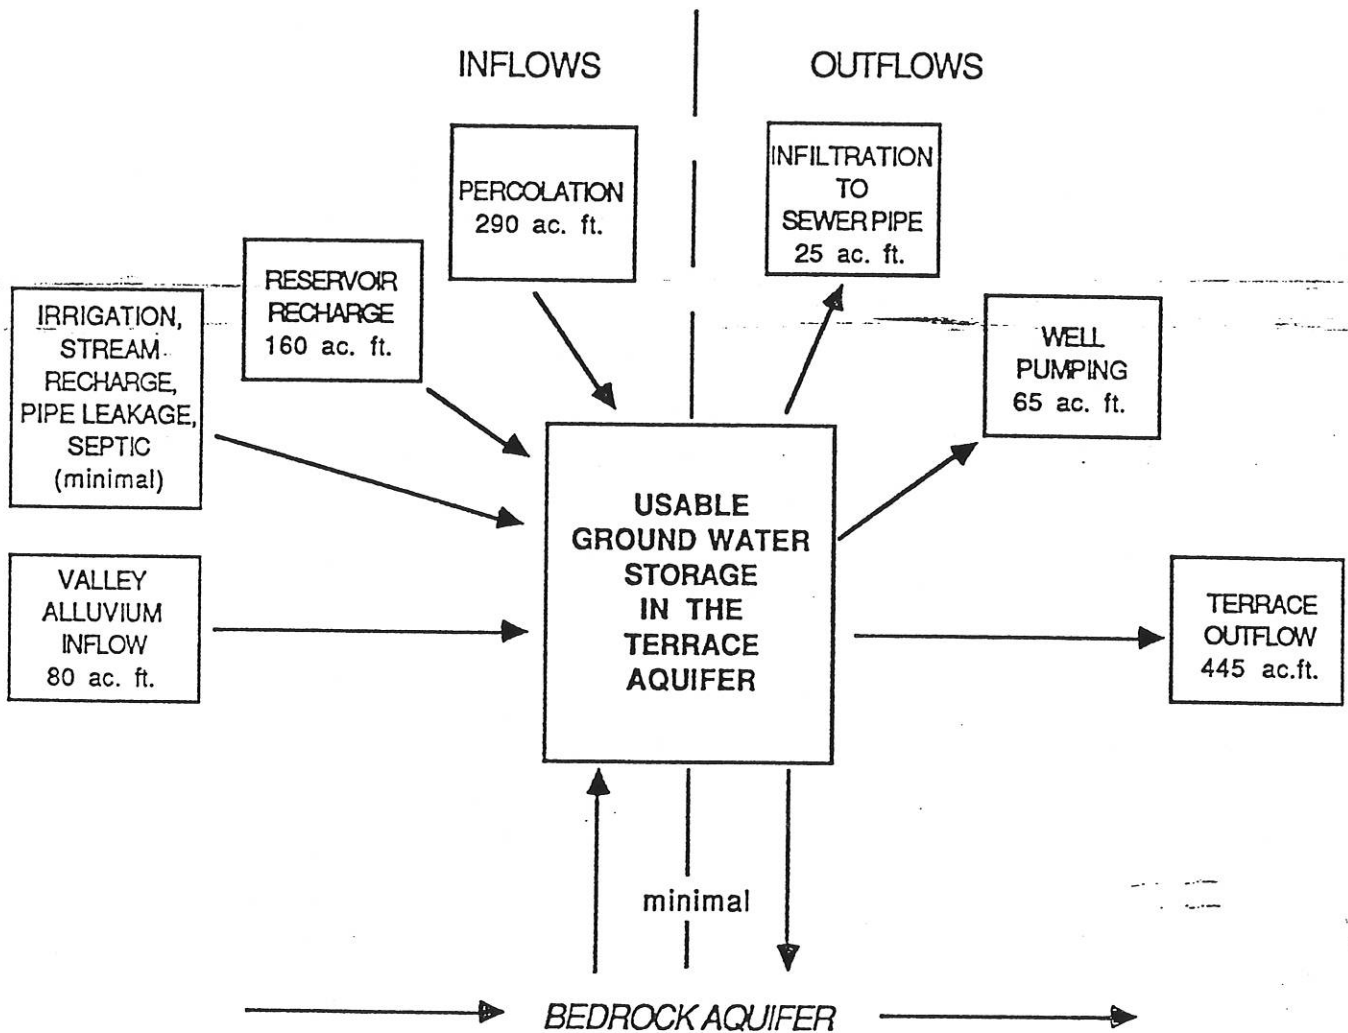 INFLOWS
OUTFLOWS
PERCOLATION
290 ac. ft.
INFILTRATION
TO
SEWER PIPE
25 ac. ft.
RESERVOIR
RECHARGE
160 ac. ft.
WELL
PUMPING
65 ac. ft.
IRRIGATION,
STREAM
RECHARGE,
PIPE LEAKAGE,
SEPTIC
(minimal)
VALLEY
ALLUVIUM
INFLOW
80 ac. ft.
USABLE
GROUND WATER
STORAGE
IN THE
TERRACE
AQUIFER
TERRACE
OUTFLOW
445 ac.ft.
minimal
BEDROCK AQUIFER